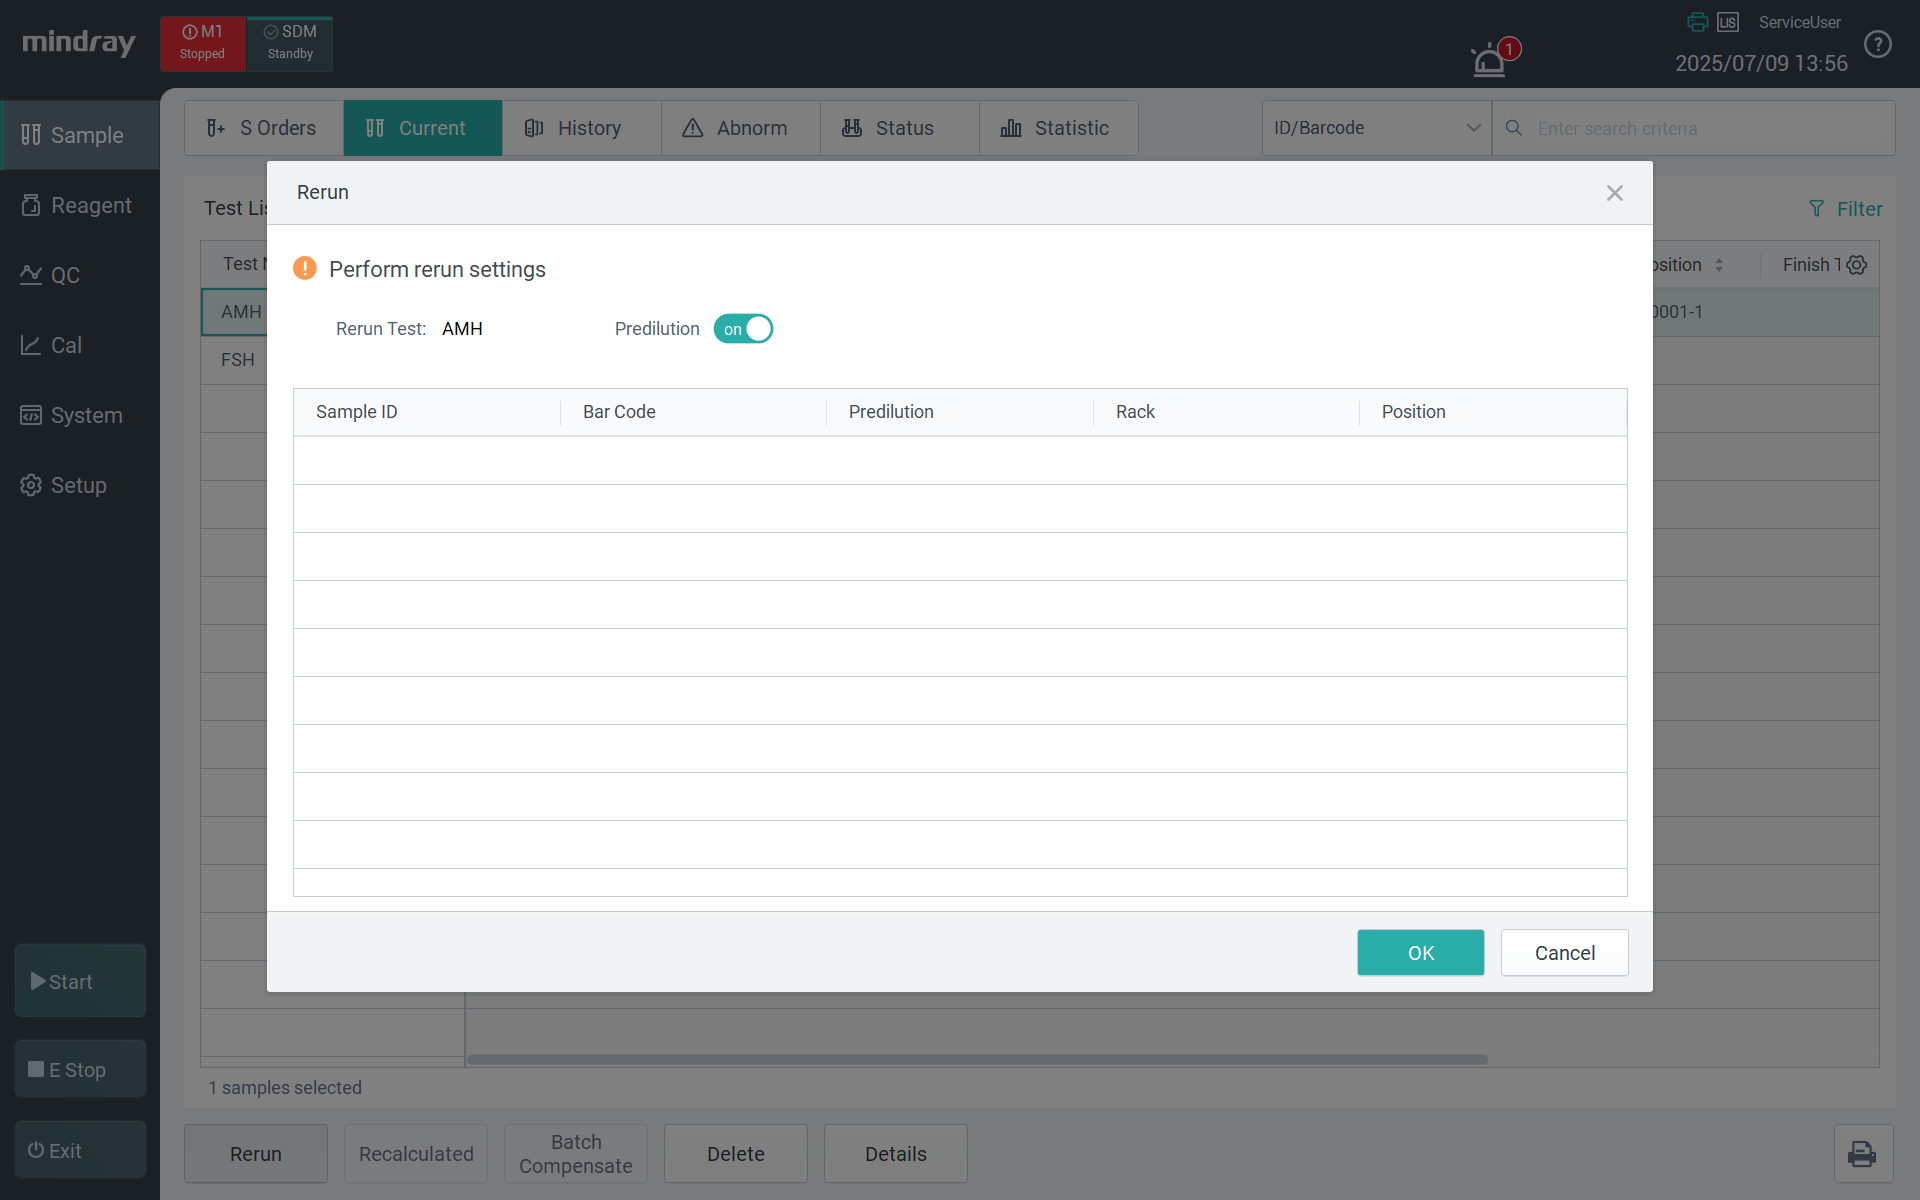 mindray
M1
Stopped
SDM
Standby
1
LIS
ServiceUser
2025/07/09 13:56
?
Sample
Reagent
QC
Cal
System
Setup
Start
E Stop
Exit
S Orders
Current
History
Abnorm
Status
Statistic
ID/Barcode
Enter search criteria
Test Lis
Filter
Test N
osition
Finish T
AMH
0001-1
FSH
Rerun
Perform rerun settings
Rerun Test: AMH
Predilution on
Sample ID
Bar Code
Predilution
Rack
Position
OK
Cancel
1 samples selected
Rerun
Recalculated
Batch
Compensate
Delete
Details